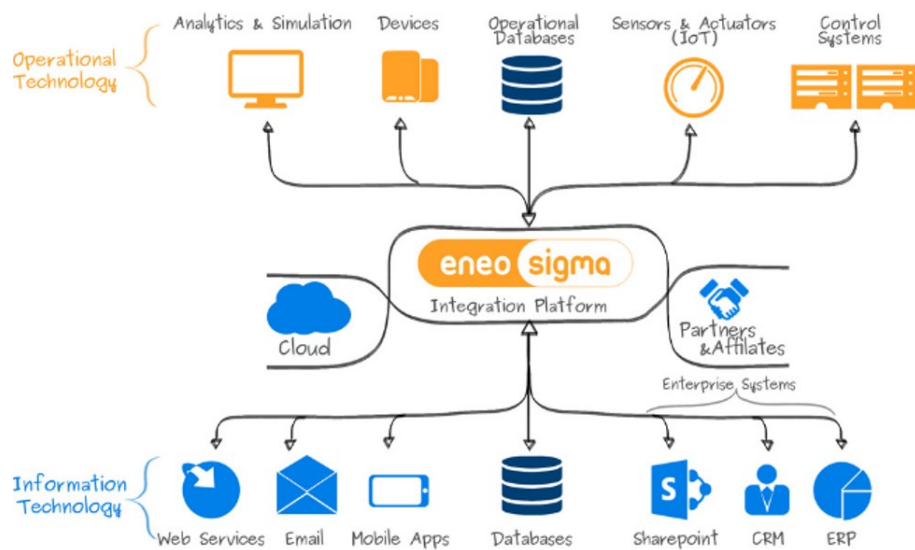 Analytics & Simulation
Devices
Operational
Databases
Sensors & Actuators
(IoT)
Control
Systems
Operational
Technology
eneo sigma
Integration Platform
Cloud
Partners
&Affilates
Enterprise Systems
Information
Technology
S
Web Services
Email
Mobile Apps
Databases
Sharepoint
CRM
ERP